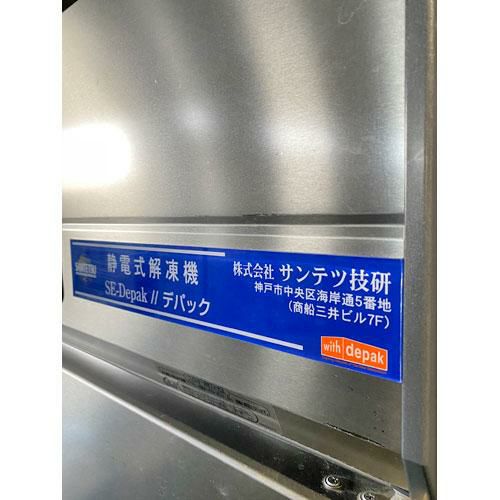 SANTETSU
静電式解凍機
SE-Depak // デパック
株式会社 サンテツ技研
神戸市中央区海岸通5番地
(商船三井ビル7F)
with depak